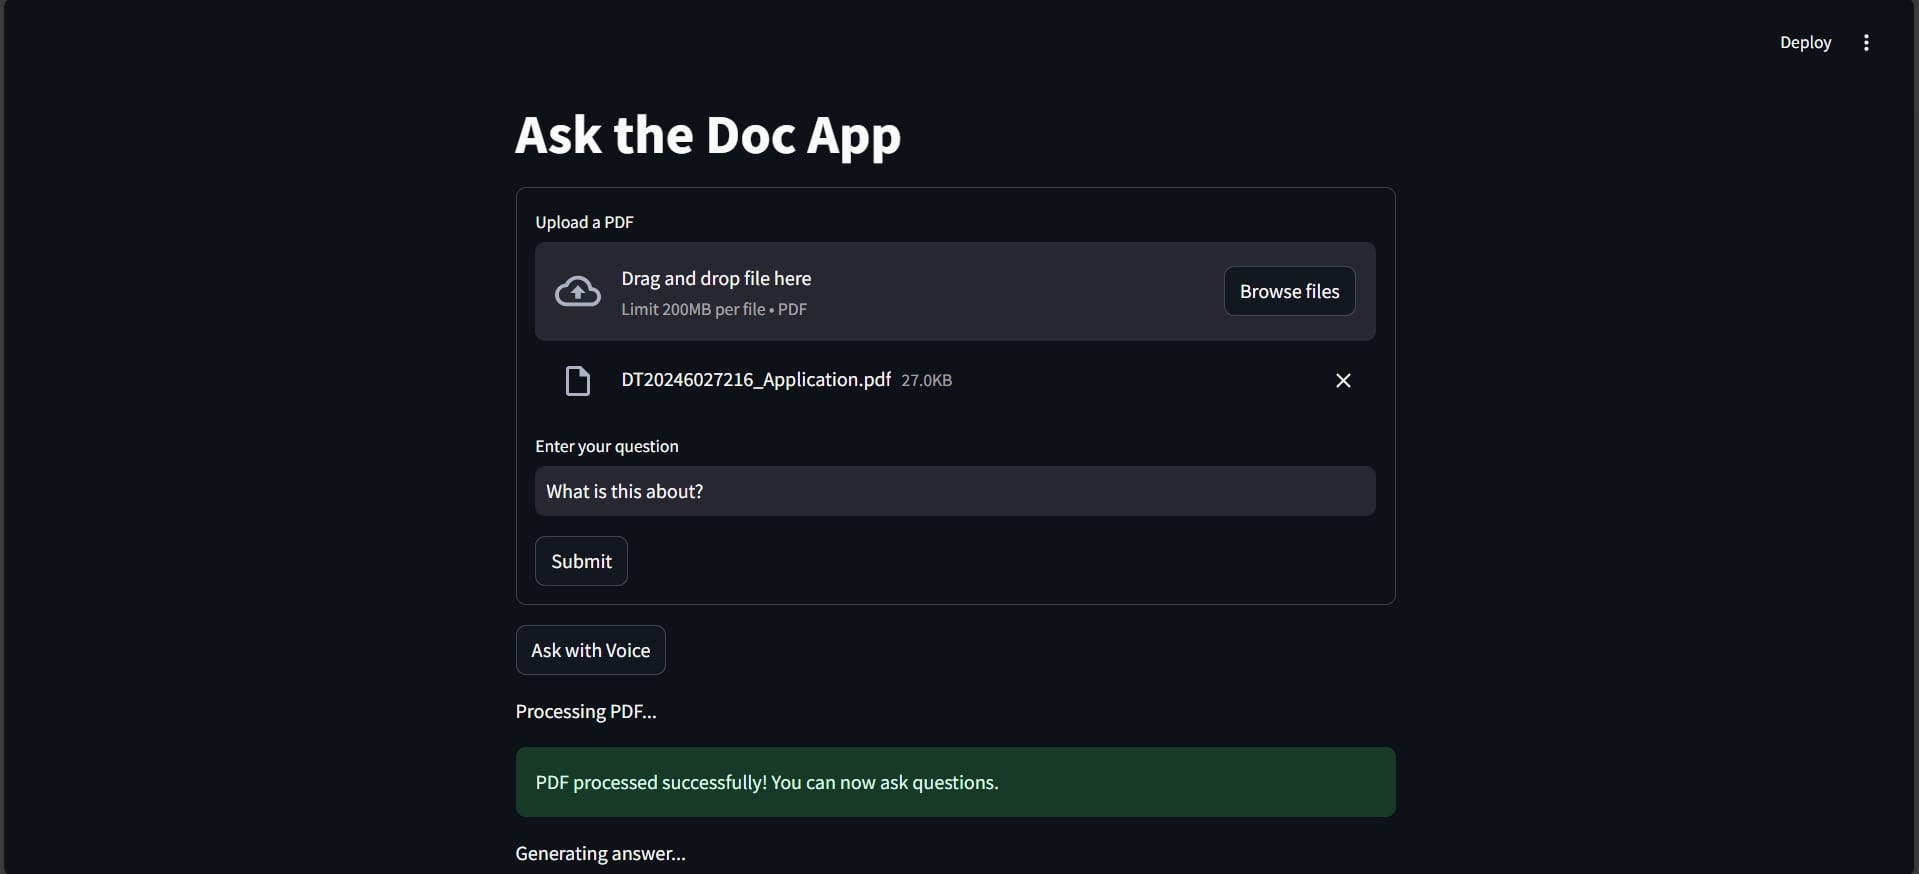 Deploy
Ask the Doc App
Upload a PDF
Drag and drop file here
Limit 200MB per file • PDF
Browse files
DT20246027216_Application.pdf 27.0KB
Enter your question
What is this about?
Submit
Ask with Voice
Processing PDF...
PDF processed successfully! You can now ask questions.
Generating answer...